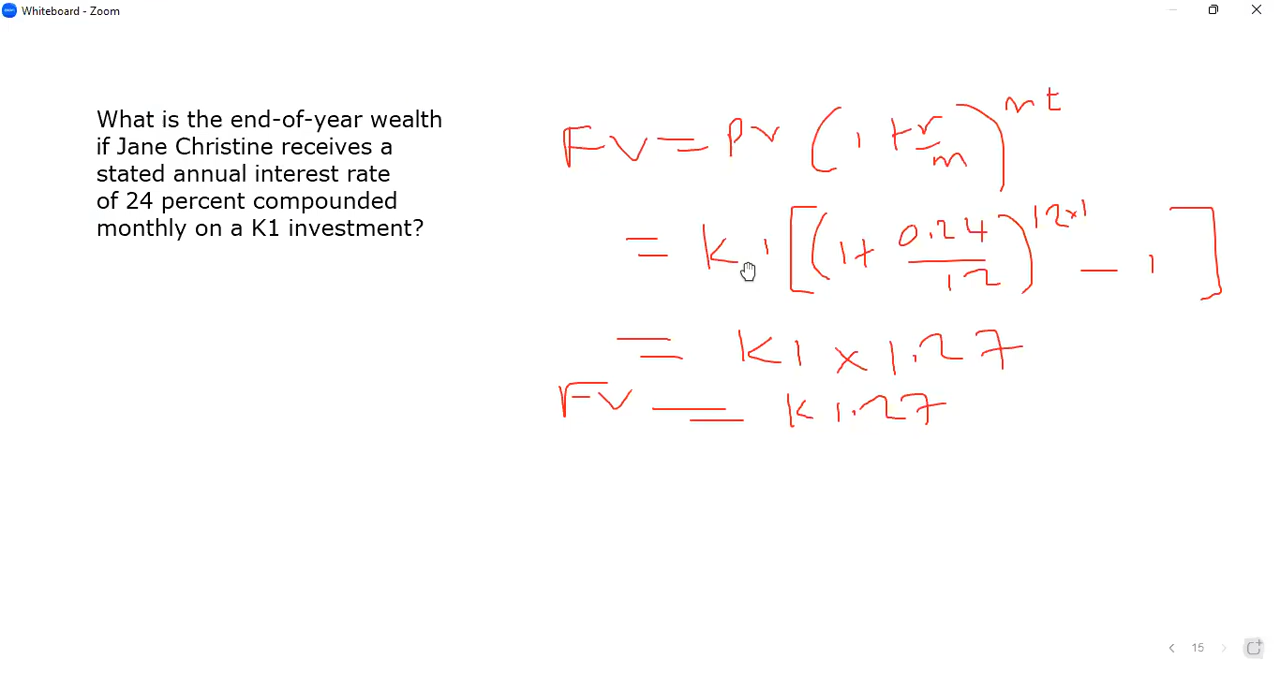 Whiteboard - Zoom
What is the end-of-year wealth
if Jane Christine receives a
stated annual interest rate
of 24 percent compounded
monthly on a K1 investment?
FV = PV (1 + r/m)^mt
= K1 [(1 + 0.24/12)^12×1 - 1]
= K1 × 1.27
FV = K1.27
15